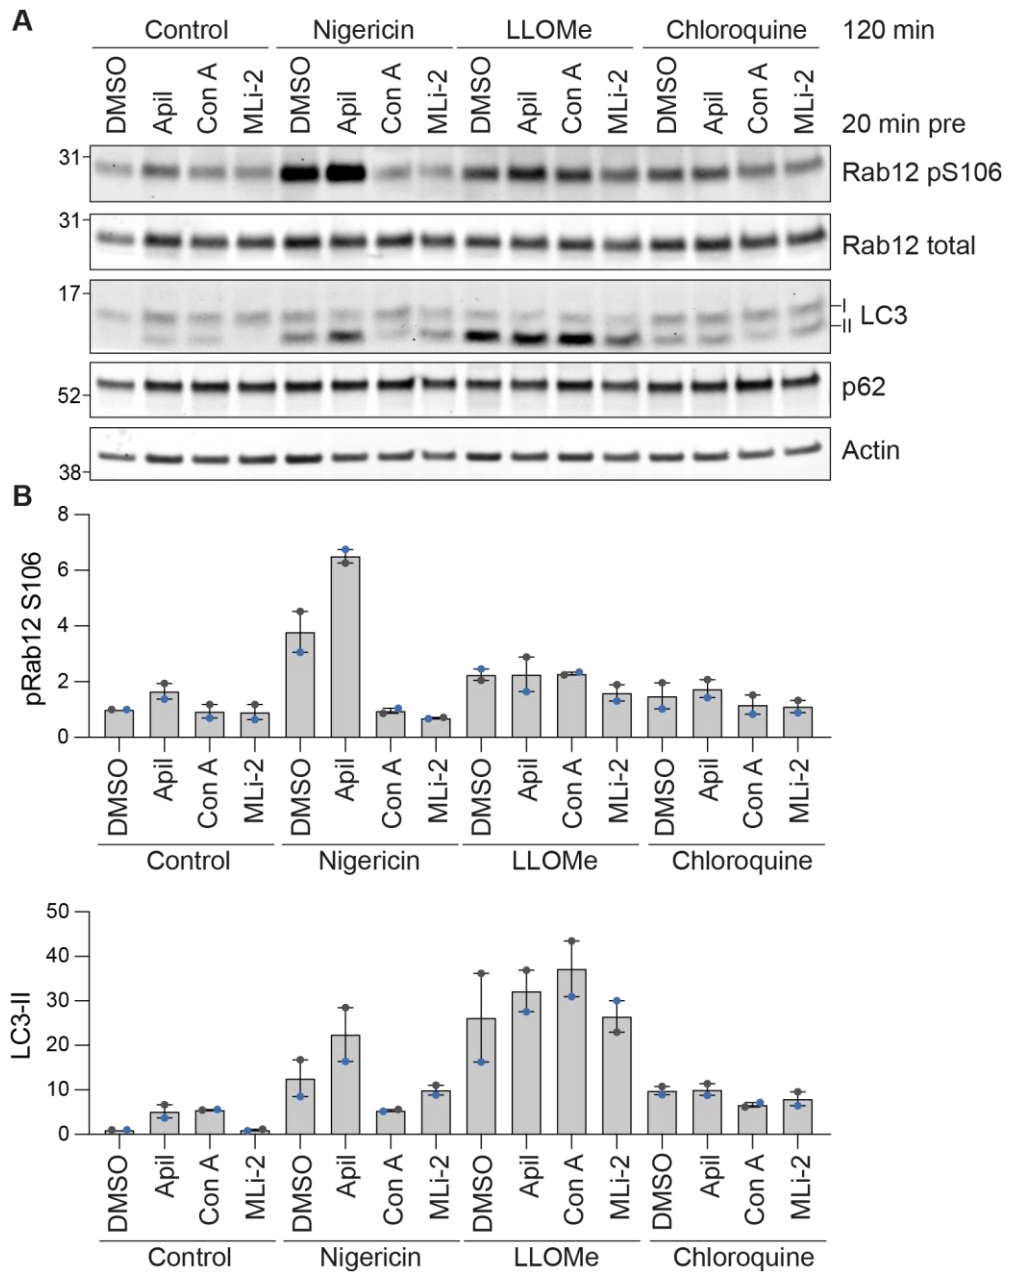 A
Control Nigericin LLOMe Chloroquine 120 min
DMSO Apil Con A MLi-2 DMSO Apil Con A MLi-2 DMSO Apil Con A MLi-2 DMSO Apil Con A MLi-2 20 min pre
31 Rab12 pS106
31 Rab12 total
17 I II LC3
52 p62
38 Actin
B
pRab12 S106
8
6
4
2
0
DMSO Apil Con A MLi-2 DMSO Apil Con A MLi-2 DMSO Apil Con A MLi-2 DMSO Apil Con A MLi-2
Control Nigericin LLOMe Chloroquine
LC3-II
50
40
30
20
10
0
DMSO Apil Con A MLi-2 DMSO Apil Con A MLi-2 DMSO Apil Con A MLi-2 DMSO Apil Con A MLi-2
Control Nigericin LLOMe Chloroquine